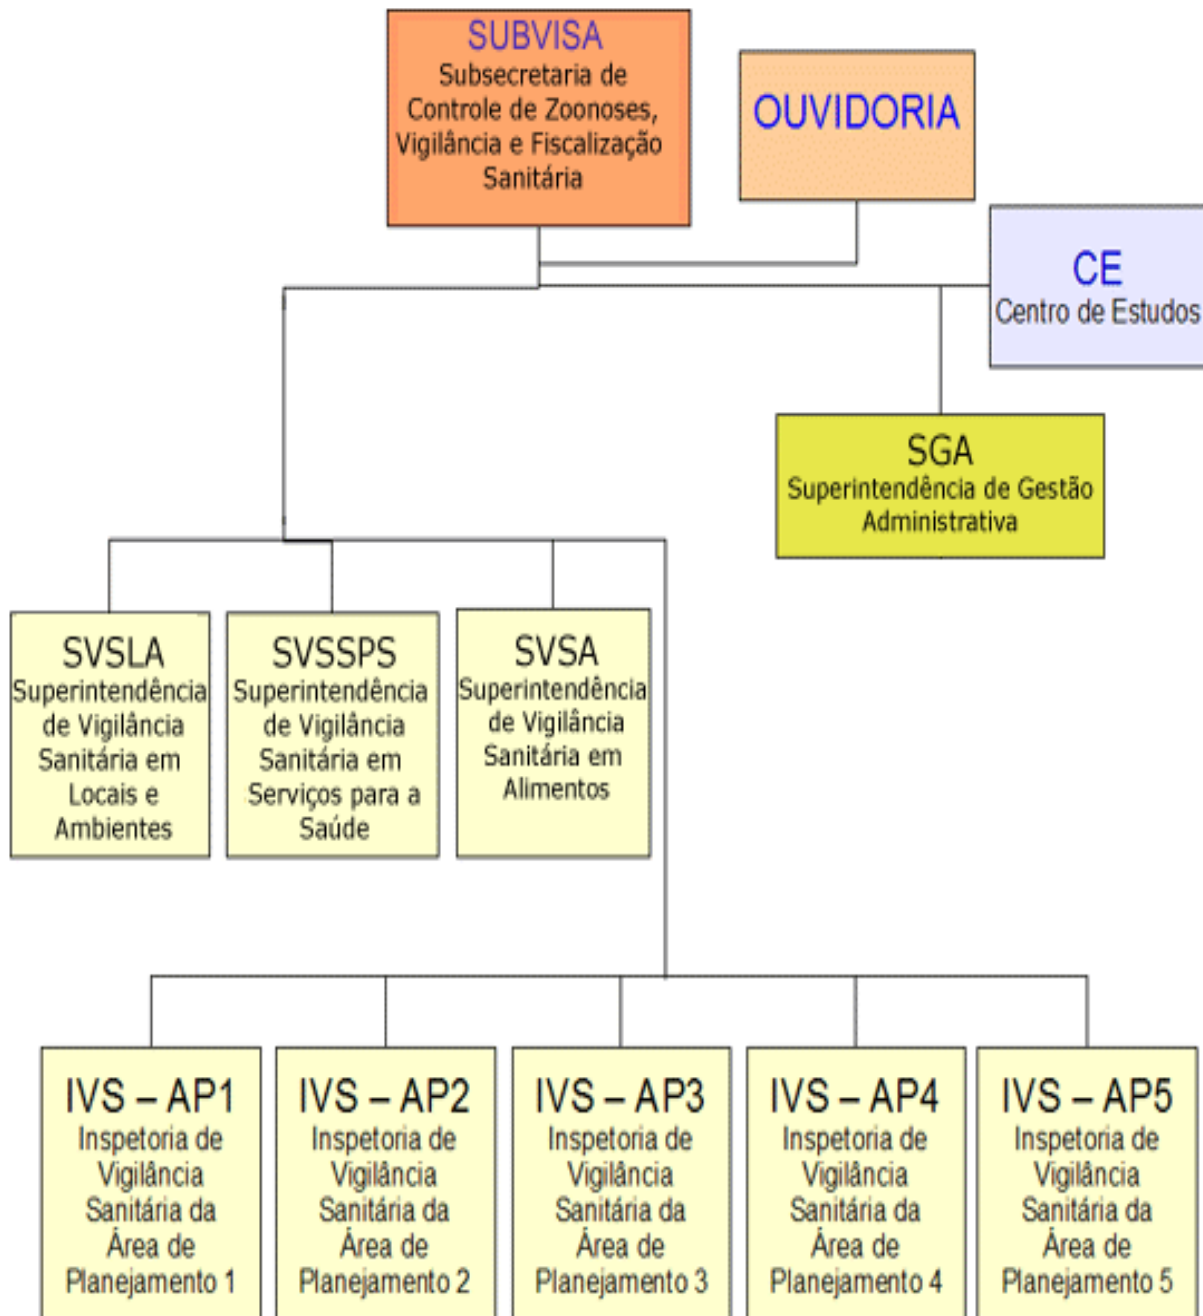 SUBVISA
Subsecretaria de
Controle de Zoonoses,
Vigilância e Fiscalização
Sanitária
OUVIDORIA
CE
Centro de Estudos
SGA
Superintendência de Gestão
Administrativa
SVSLA
Superintendência
de Vigilância
Sanitária em
Locais e
Ambientes
SVSSPS
Superintendência
de Vigilância
Sanitária em
Serviços para a
Saúde
SVSA
Superintendência
de Vigilância
Sanitária em
Alimentos
IVS – AP1
Inspetoria de
Vigilância
Sanitária da
Área de
Planejamento 1
IVS – AP2
Inspetoria de
Vigilância
Sanitária da
Área de
Planejamento 2
IVS – AP3
Inspetoria de
Vigilância
Sanitária da
Área de
Planejamento 3
IVS – AP4
Inspetoria de
Vigilância
Sanitária da
Área de
Planejamento 4
IVS – AP5
Inspetoria de
Vigilância
Sanitária da
Área de
Planejamento 5